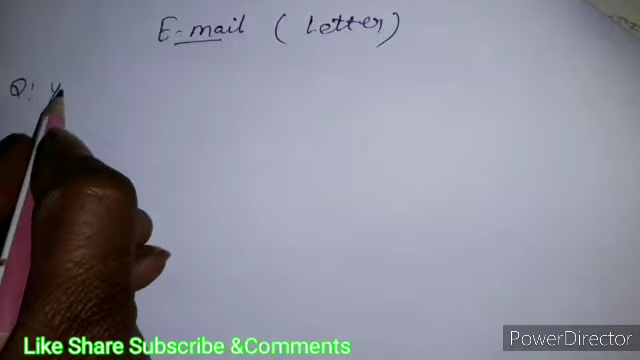 E-mail ( Letter )
Q! Y
Like Share Subscribe &Comments
PowerDirector